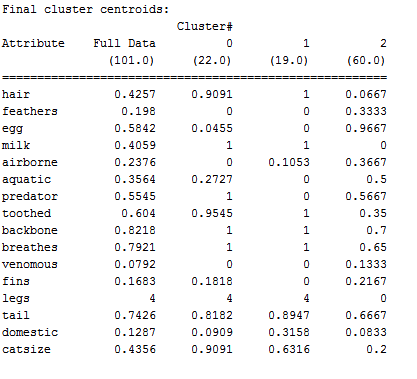 Final cluster centroids:
Cluster#
Attribute Full Data 0 1 2
(101.0) (22.0) (19.0) (60.0)
=========================================================
hair 0.4257 0.9091 1 0.0667
feathers 0.198 0 0 0.3333
egg 0.5842 0.0455 0 0.9667
milk 0.4059 1 1 0
airborne 0.2376 0 0.1053 0.3667
aquatic 0.3564 0.2727 0 0.5
predator 0.5545 1 0 0.5667
toothed 0.604 0.9545 1 0.35
backbone 0.8218 1 1 0.7
breathes 0.7921 1 1 0.65
venomous 0.0792 0 0 0.1333
fins 0.1683 0.1818 0 0.2167
legs 4 4 4 0
tail 0.7426 0.8182 0.8947 0.6667
domestic 0.1287 0.0909 0.3158 0.0833
catsize 0.4356 0.9091 0.6316 0.2